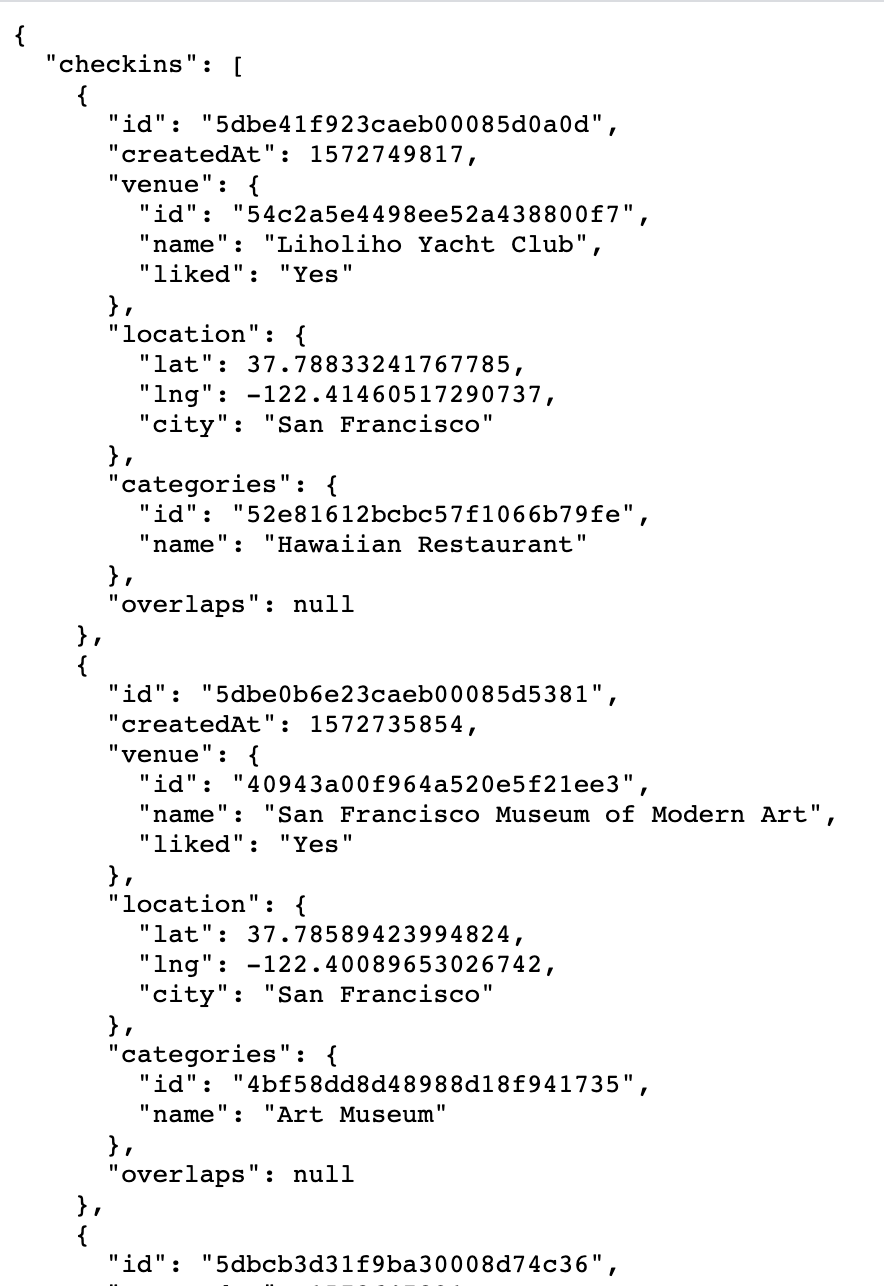 {
  "checkins": [
    {
      "id": "5dbe41f923caeb00085d0a0d",
      "createdAt": 1572749817,
      "venue": {
        "id": "54c2a5e4498ee52a438800f7",
        "name": "Liholiho Yacht Club",
        "liked": "Yes"
      },
      "location": {
        "lat": 37.78833241767785,
        "lng": -122.41460517290737,
        "city": "San Francisco"
      },
      "categories": {
        "id": "52e81612bcbc57f1066b79fe",
        "name": "Hawaiian Restaurant"
      },
      "overlaps": null
    },
    {
      "id": "5dbe0b6e23caeb00085d5381",
      "createdAt": 1572735854,
      "venue": {
        "id": "40943a00f964a520e5f21ee3",
        "name": "San Francisco Museum of Modern Art",
        "liked": "Yes"
      },
      "location": {
        "lat": 37.78589423994824,
        "lng": -122.40089653026742,
        "city": "San Francisco"
      },
      "categories": {
        "id": "4bf58dd8d48988d18f941735",
        "name": "Art Museum"
      },
      "overlaps": null
    },
    {
      "id": "5dbcb3d31f9ba30008d74c36",